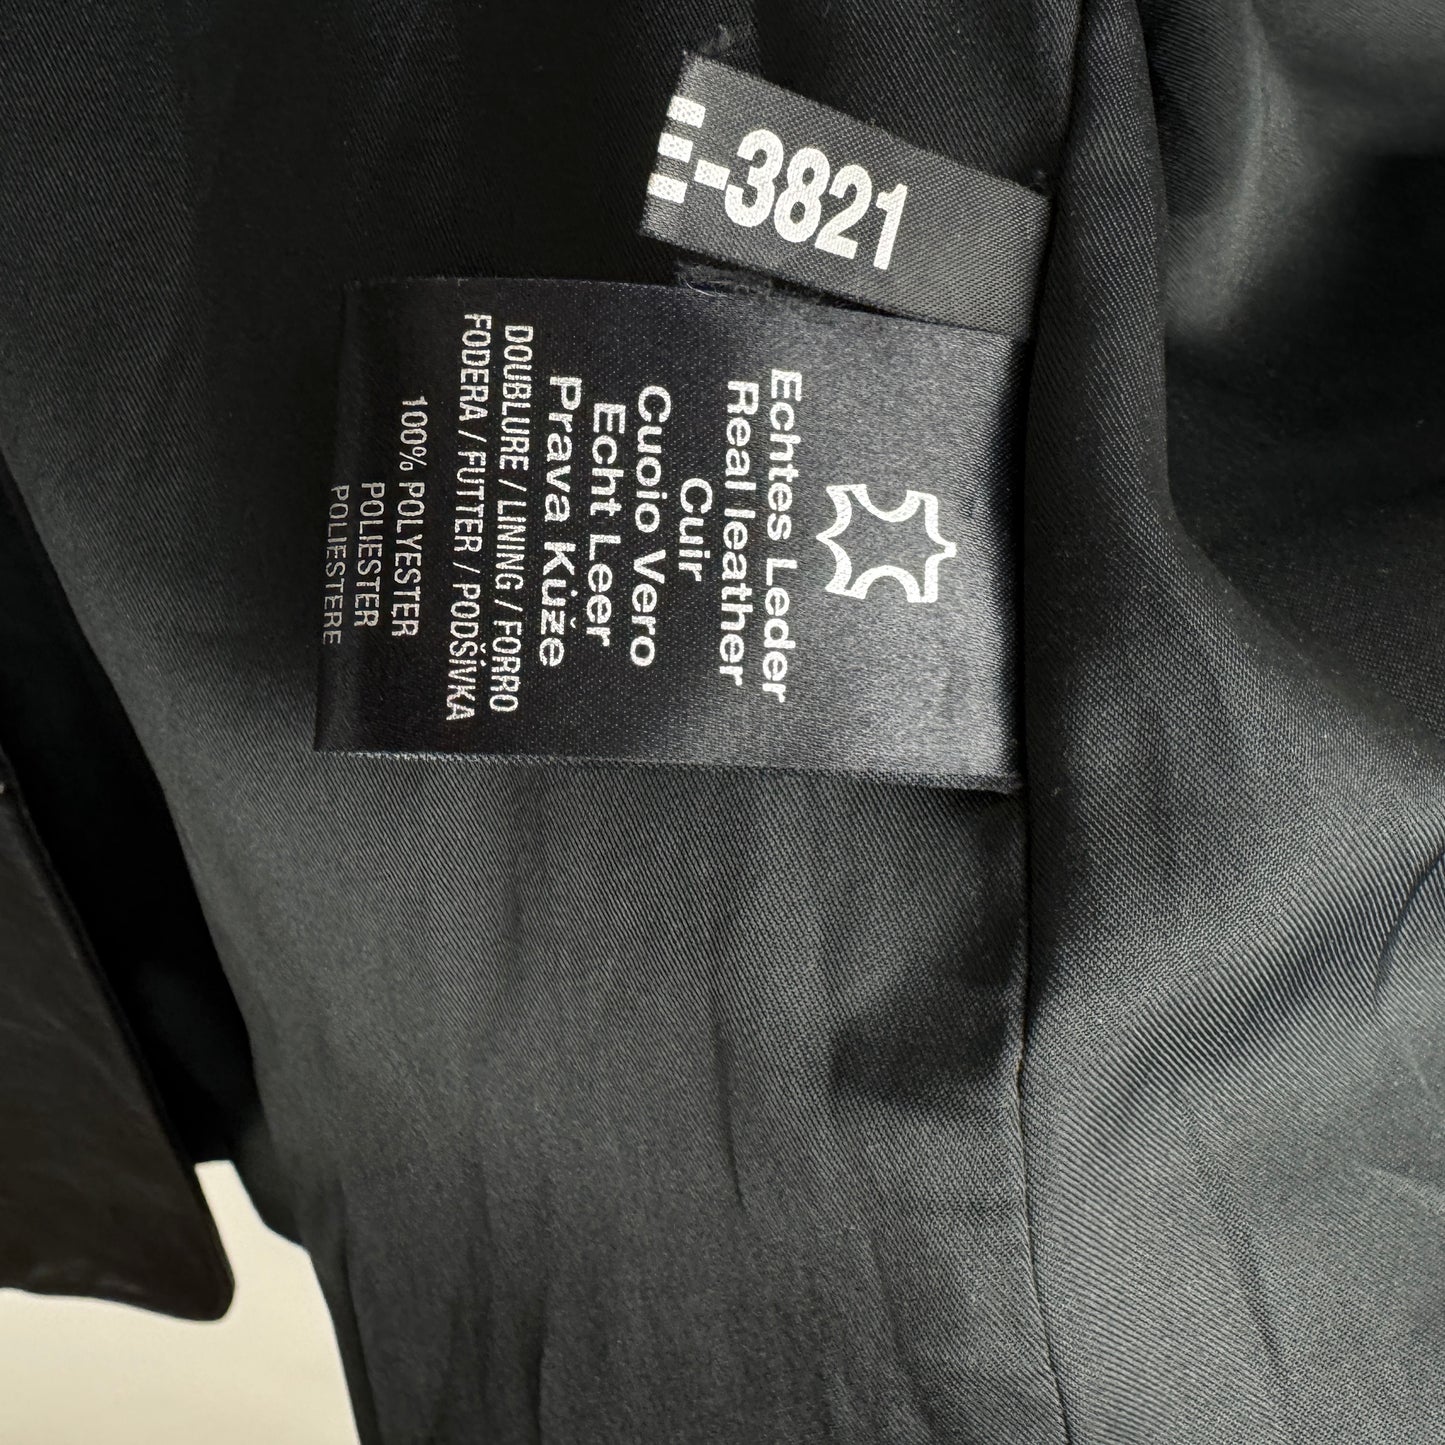 E-3821
Echtes Leder
Real leather
Cuir
Cuoio Vero
Echt Leer
Prava Kůže
DOUBLURE / LINING / FORRO
FODERA / FUTTER / PODŠÍVKA
100% POLYESTER
POLIESTER
POLIESTERE